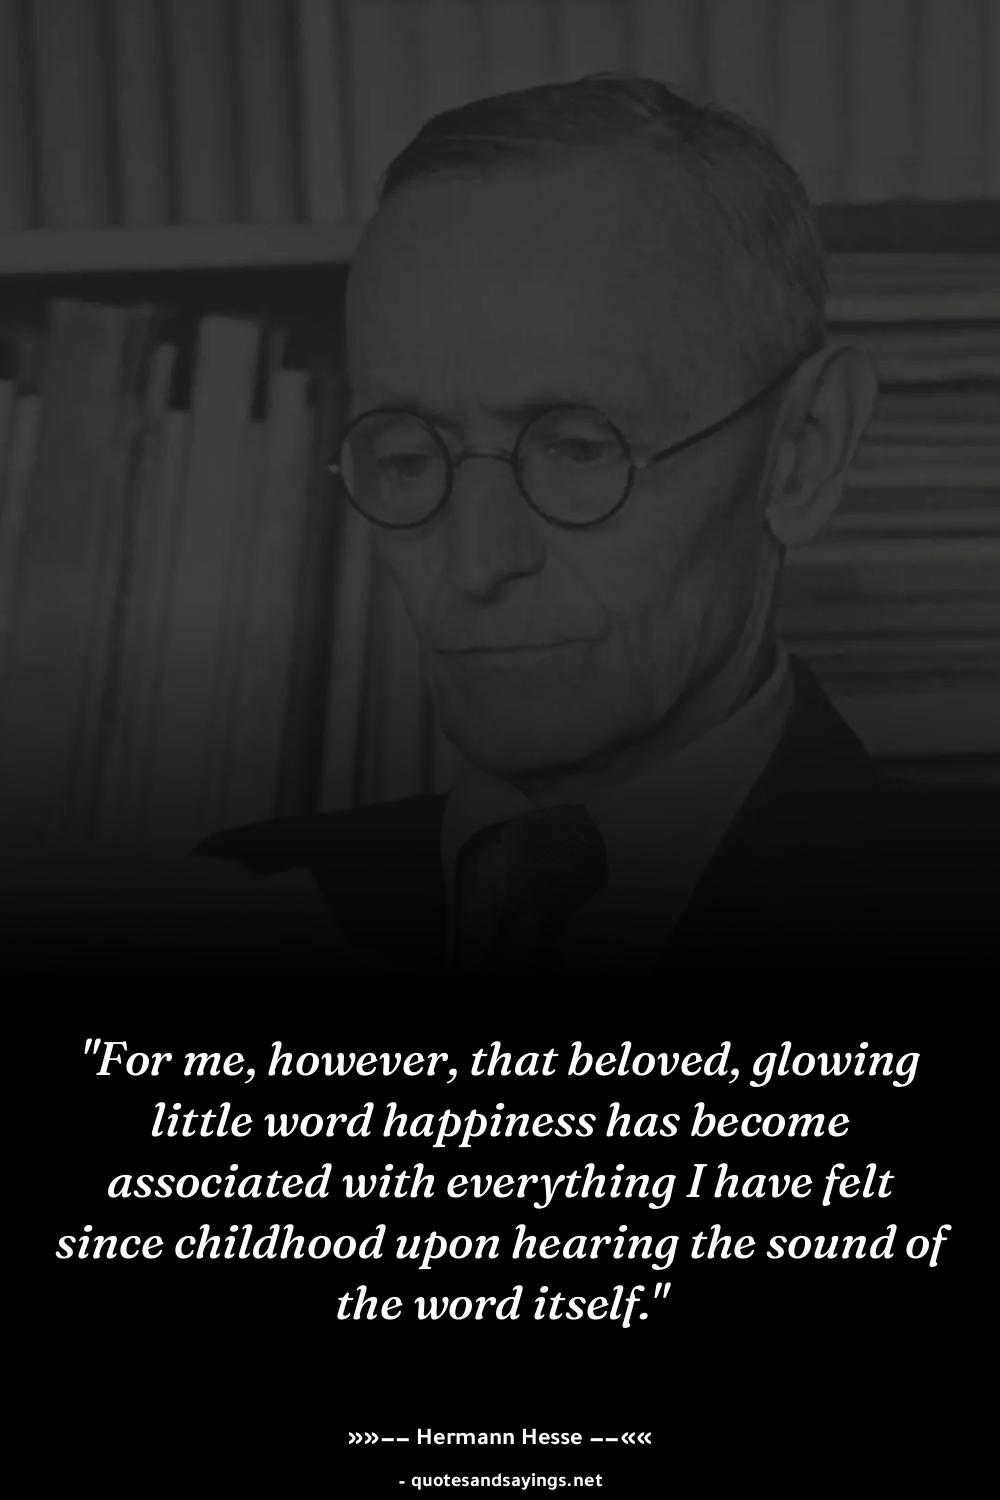 "For me, however, that beloved, glowing
little word happiness has become
associated with everything I have felt
since childhood upon hearing the sound of
the word itself."
»»−− Hermann Hesse −−««
- quotesandsayings.net